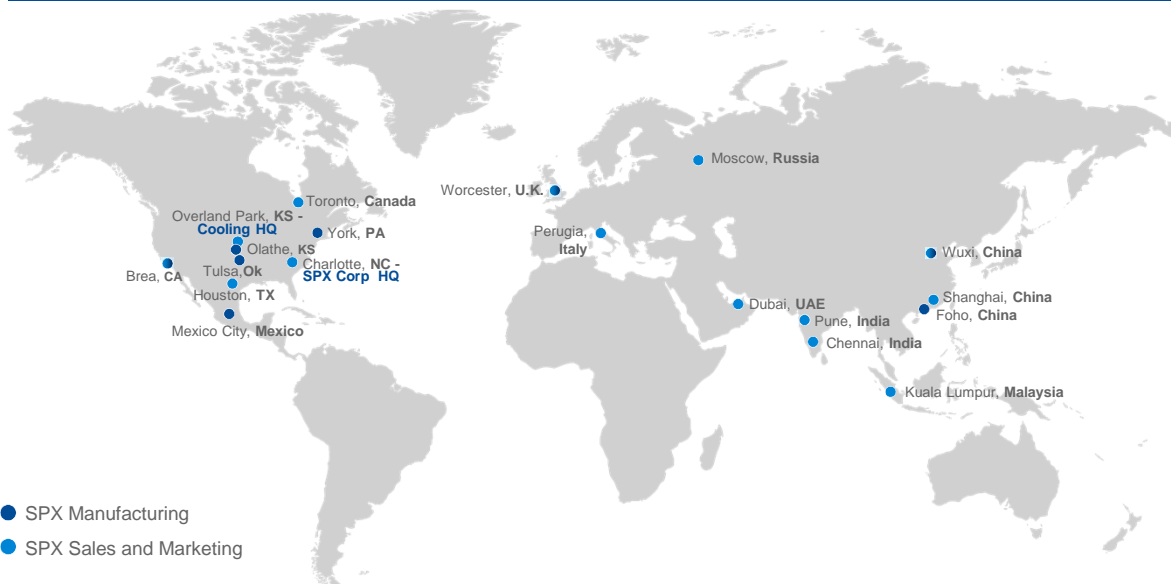 Moscow, Russia
Worcester, U.K.
Toronto, Canada
Overland Park, KS -
Cooling HQ
York, PA
Perugia,
Italy
Olathe, KS
Wuxi, China
Charlotte, NC -
SPX Corp HQ
Tulsa,Ok
Brea, CA
Houston, TX
Shanghai, China
Dubai, UAE
Foho, China
Pune, India
Mexico City, Mexico
Chennai, India
Kuala Lumpur, Malaysia
SPX Manufacturing
SPX Sales and Marketing